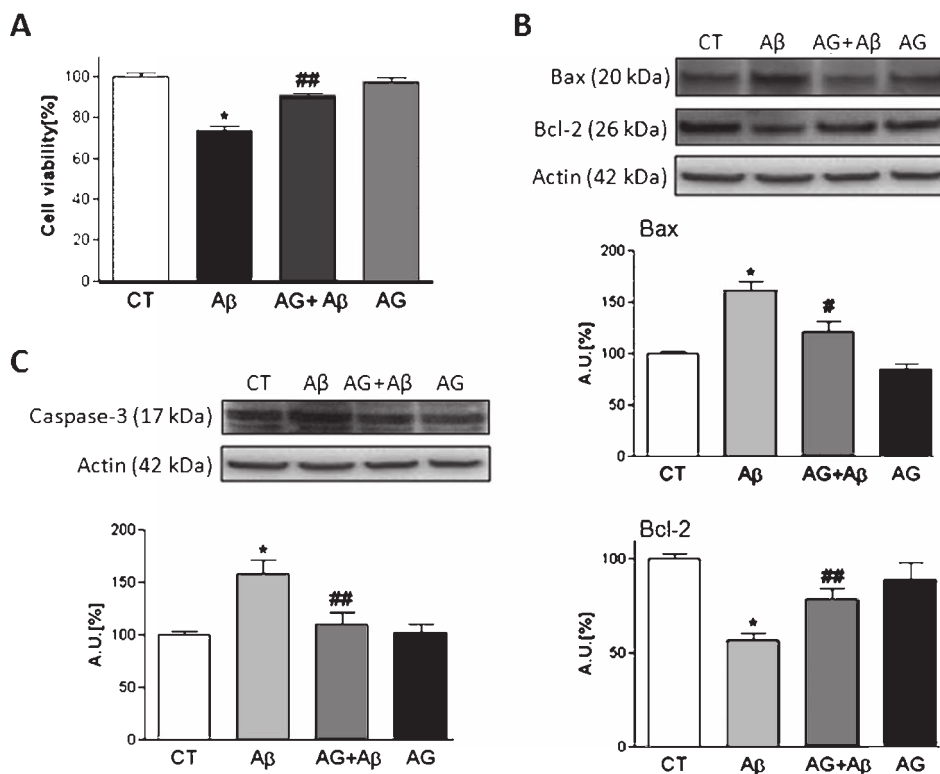 A
Cell viability[%]
100
80
60
40
20
0
*
##
CT Aβ AG+Aβ AG
B
CT Aβ AG+Aβ AG
Bax (20 kDa)
Bcl-2 (26 kDa)
Actin (42 kDa)
Bax
A.U.[%]
200
150
100
50
0
*
#
CT Aβ AG+Aβ AG
C
CT Aβ AG+Aβ AG
Caspase-3 (17 kDa)
Actin (42 kDa)
A.U.[%]
200
150
100
50
0
*
##
CT Aβ AG+Aβ AG
Bcl-2
A.U.[%]
100
50
0
*
##
CT Aβ AG+Aβ AG